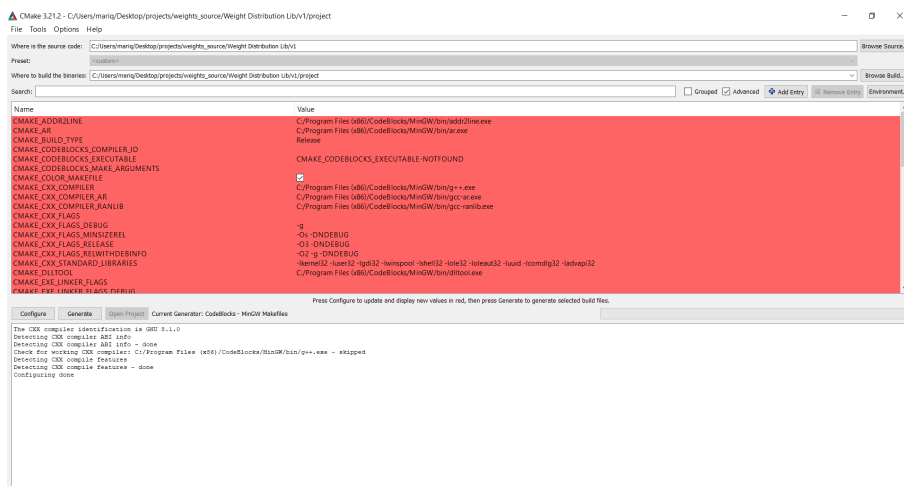 CMake 3.21.2 - C:/Users/mariq/Desktop/projects/weights_source/Weight Distribution Lib/v1/project
File Tools Options Help
Where is the source code: C:/Users/mariq/Desktop/projects/weights_source/Weight Distribution Lib/v1 Browse Source.
Preset: <custom>
Where to build the binaries: C:/Users/mariq/Desktop/projects/weights_source/Weight Distribution Lib/v1/project Browse Build..
Search: Grouped Advanced Add Entry Remove Entry Environment.
Name Value
CMAKE_ADDR2LINE C:/Program Files (x86)/CodeBlocks/MinGW/bin/addr2line.exe
CMAKE_AR C:/Program Files (x86)/CodeBlocks/MinGW/bin/ar.exe
CMAKE_BUILD_TYPE Release
CMAKE_CODEBLOCKS_COMPILER_ID
CMAKE_CODEBLOCKS_EXECUTABLE CMAKE_CODEBLOCKS_EXECUTABLE-NOTFOUND
CMAKE_CODEBLOCKS_MAKE_ARGUMENTS
CMAKE_COLOR_MAKEFILE
CMAKE_CXX_COMPILER C:/Program Files (x86)/CodeBlocks/MinGW/bin/g++.exe
CMAKE_CXX_COMPILER_AR C:/Program Files (x86)/CodeBlocks/MinGW/bin/gcc-ar.exe
CMAKE_CXX_COMPILER_RANLIB C:/Program Files (x86)/CodeBlocks/MinGW/bin/gcc-ranlib.exe
CMAKE_CXX_FLAGS
CMAKE_CXX_FLAGS_DEBUG -g
CMAKE_CXX_FLAGS_MINSIZEREL -Os -DNDEBUG
CMAKE_CXX_FLAGS_RELEASE -O3 -DNDEBUG
CMAKE_CXX_FLAGS_RELWITHDEBINFO -O2 -g -DNDEBUG
CMAKE_CXX_STANDARD_LIBRARIES -lkernel32 -luser32 -lgdi32 -lwinspool -lshell32 -lole32 -loleaut32 -luuid -lcomdlg32 -ladvapi32
CMAKE_DLLTOOL C:/Program Files (x86)/CodeBlocks/MinGW/bin/dlltool.exe
CMAKE_EXE_LINKER_FLAGS
CMAKE_EXE_LINKER_FLAGS_DEBUG
Press Configure to update and display new values in red, then press Generate to generate selected build files.
Configure Generate Open Project Current Generator: CodeBlocks - MinGW Makefiles
The CXX compiler identification is GNU 8.1.0
Detecting CXX compiler ABI info
Detecting CXX compiler ABI info - done
Check for working CXX compiler: C:/Program Files (x86)/CodeBlocks/MinGW/bin/g++.exe - skipped
Detecting CXX compile features
Detecting CXX compile features - done
Configuring done